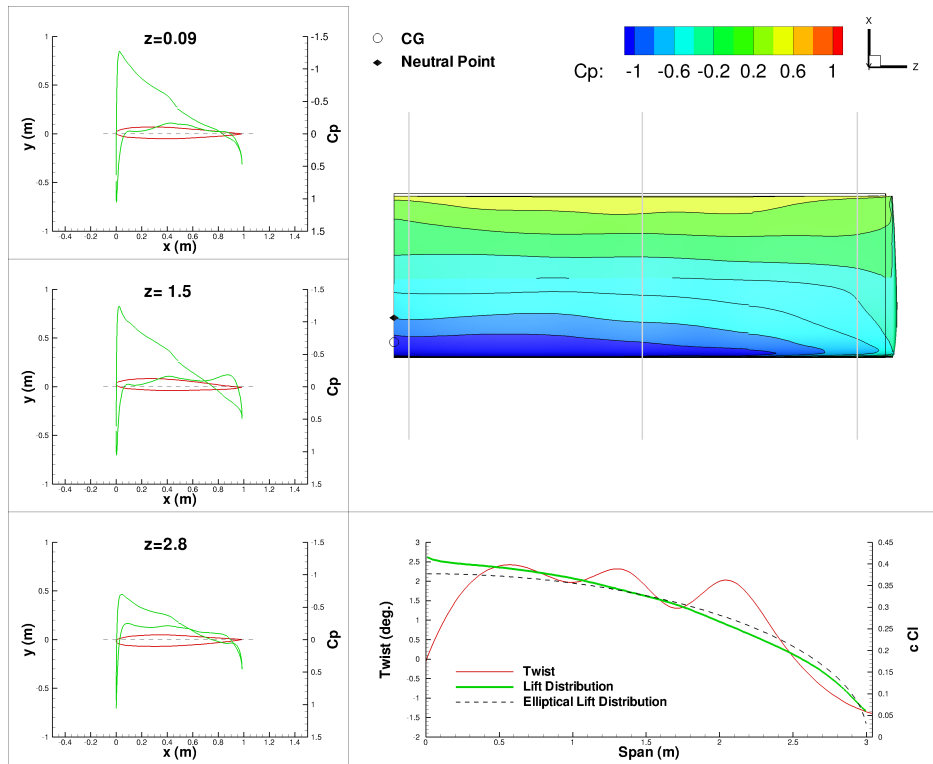 z=0.09
1
0.5
0
0.5
-1
y (m)
-1.5
-1
-0.5
0
0.5
1
1.5
Cp
-0.4 -0.2 0 0.2 0.4 0.6 0.8 1 1.2 1.4
x (m)
CG
Neutral Point
Cp: -1 -0.6 -0.2 0.2 0.6 1
X
Y
Z
z= 1.5
1
0.5
0
0.5
-1
y (m)
-1.5
-1
-0.5
0
0.5
1
1.5
Cp
-0.4 -0.2 0 0.2 0.4 0.6 0.8 1 1.2 1.4
x (m)
z=2.8
1
0.5
0
0.5
-1
y (m)
-1.5
-1
-0.5
0
0.5
1
1.5
Cp
-0.4 -0.2 0 0.2 0.4 0.6 0.8 1 1.2 1.4
x (m)
3
2.5
2
1.5
1
0.5
0
-0.5
-1
-1.5
-2
Twist (deg.)
0.45
0.4
0.35
0.3
0.25
0.2
0.15
0.1
0.05
0
c Cl
Twist
Lift Distribution
Elliptical Lift Distribution
0 0.5 1 1.5 2 2.5 3
Span (m)